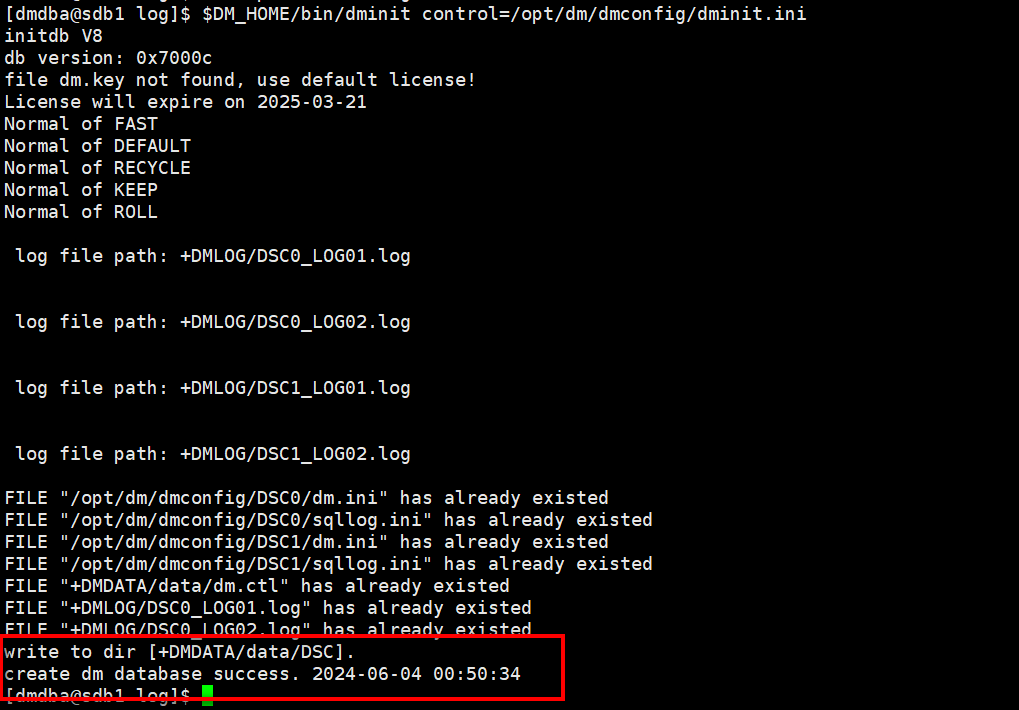 [dmdba@sdb1 log]$ $DM_HOME/bin/dminit control=/opt/dm/dmconfig/dminit.ini
initdb V8
db version: 0x7000c
file dm.key not found, use default license!
License will expire on 2025-03-21
Normal of FAST
Normal of DEFAULT
Normal of RECYCLE
Normal of KEEP
Normal of ROLL
log file path: +DMLOG/DSC0_LOG01.log
log file path: +DMLOG/DSC0_LOG02.log
log file path: +DMLOG/DSC1_LOG01.log
log file path: +DMLOG/DSC1_LOG02.log
FILE "/opt/dm/dmconfig/DSC0/dm.ini" has already existed
FILE "/opt/dm/dmconfig/DSC0/sqllog.ini" has already existed
FILE "/opt/dm/dmconfig/DSC1/dm.ini" has already existed
FILE "/opt/dm/dmconfig/DSC1/sqllog.ini" has already existed
FILE "+DMDATA/data/dm.ctl" has already existed
FILE "+DMLOG/DSC0_LOG01.log" has already existed
FILE "+DMLOG/DSC0_LOG02.log" has already existed
write to dir [+DMDATA/data/DSC].
create dm database success. 2024-06-04 00:50:34
[dmdba@sdb1 log]$